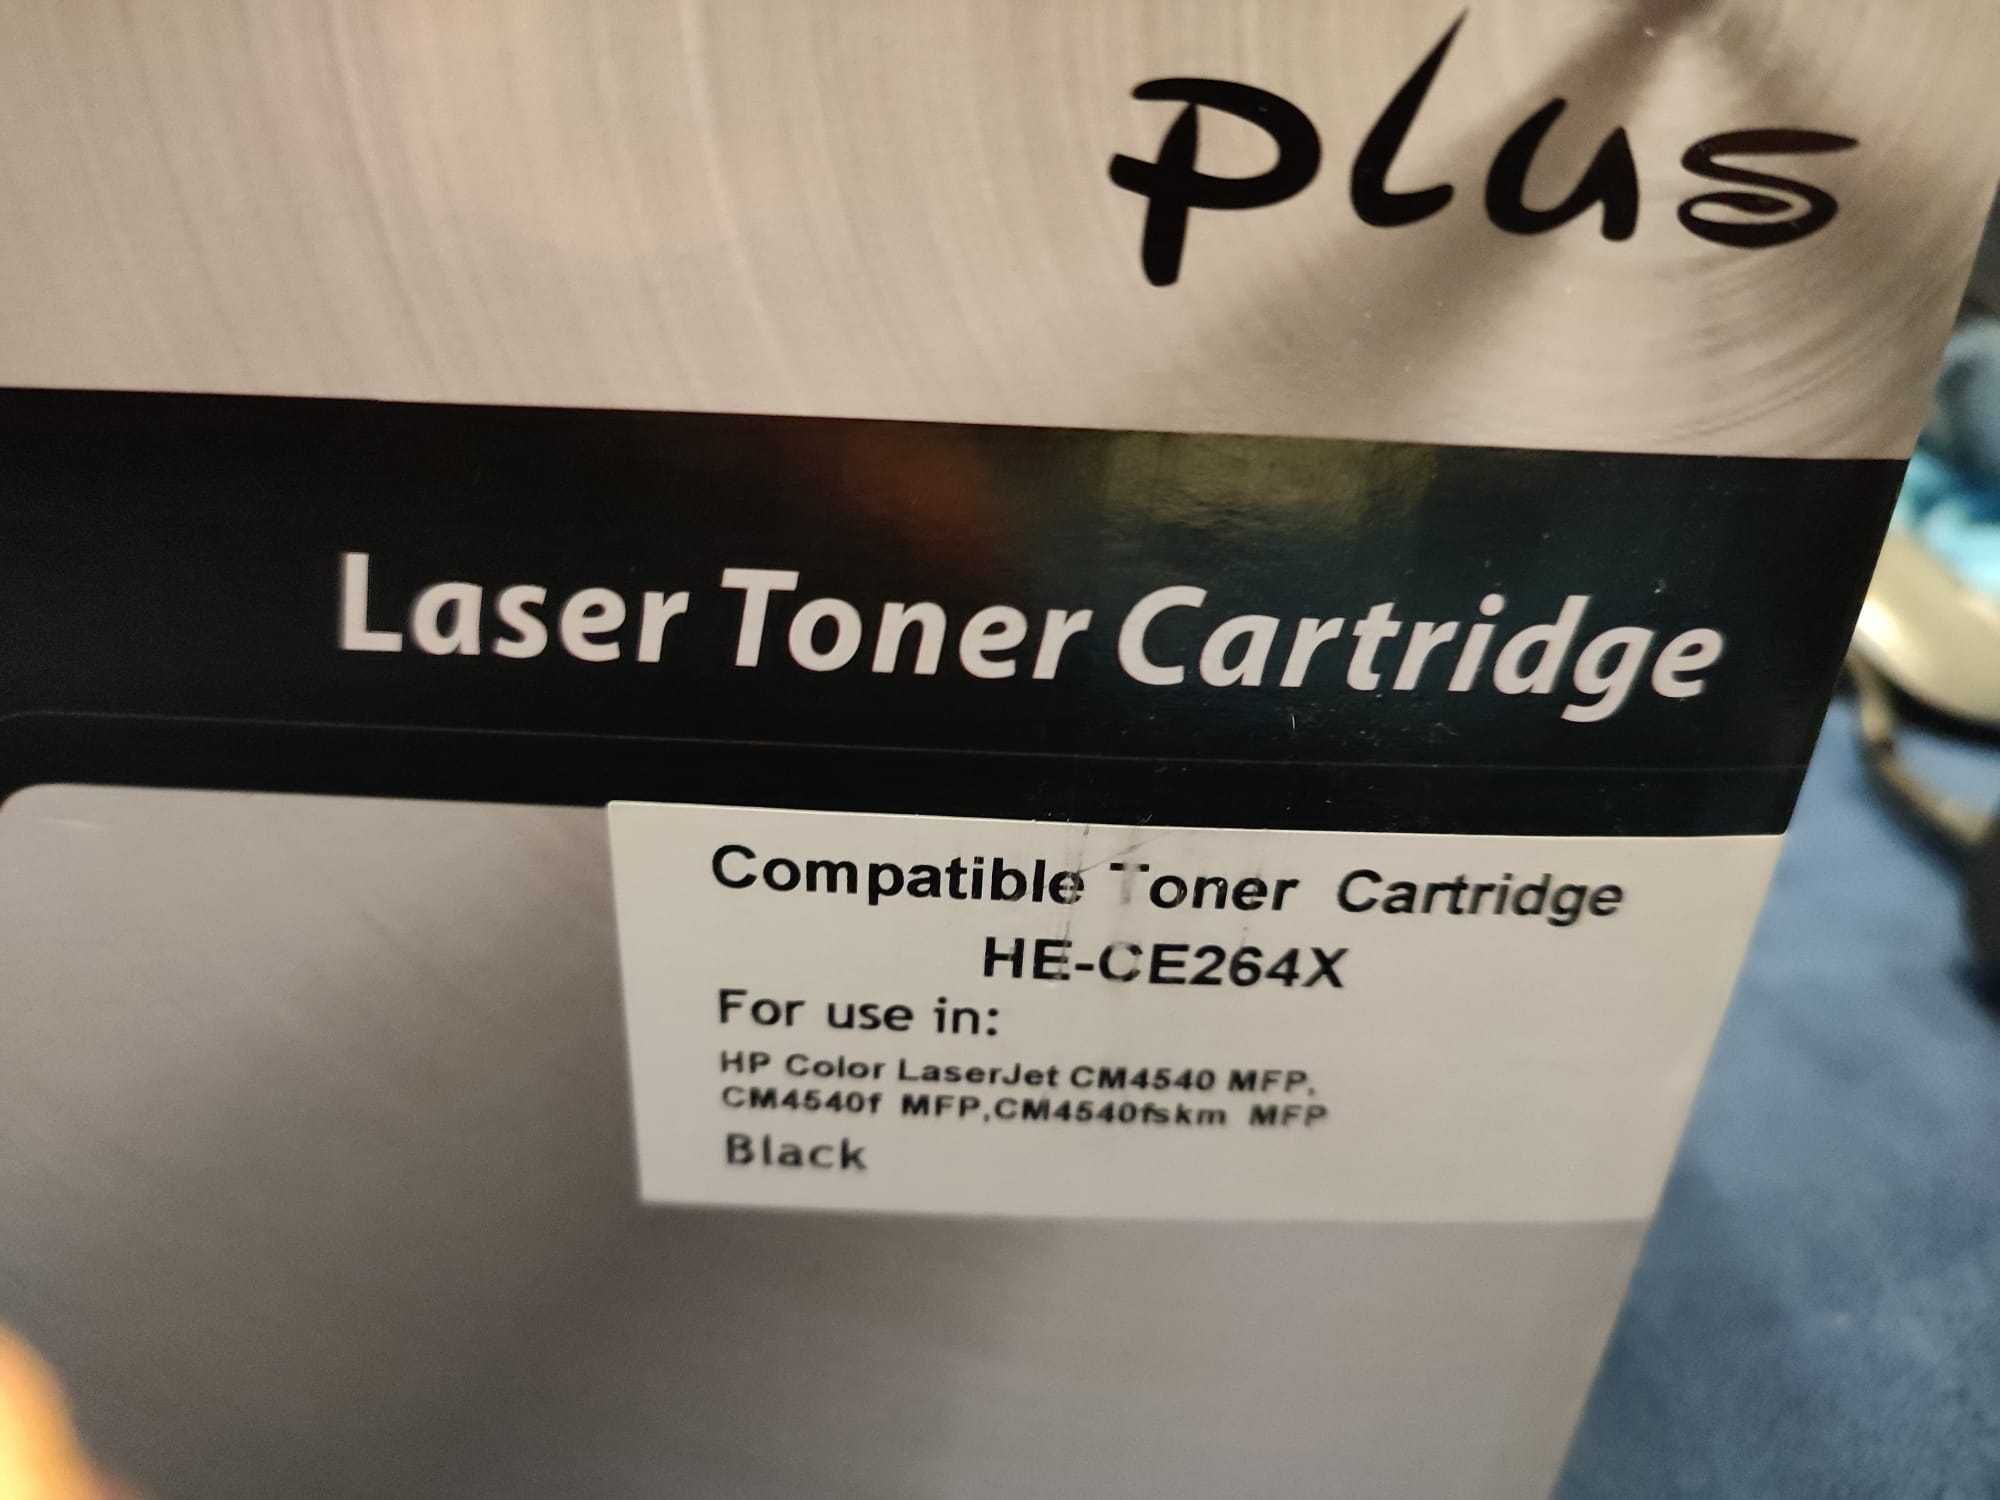 plus
Laser Toner Cartridge
Compatible Toner Cartridge
HE-CE264X
For use in:
HP Color LaserJet CM4540 MFP,
CM4540f MFP,CM4540fskm MFP
Black